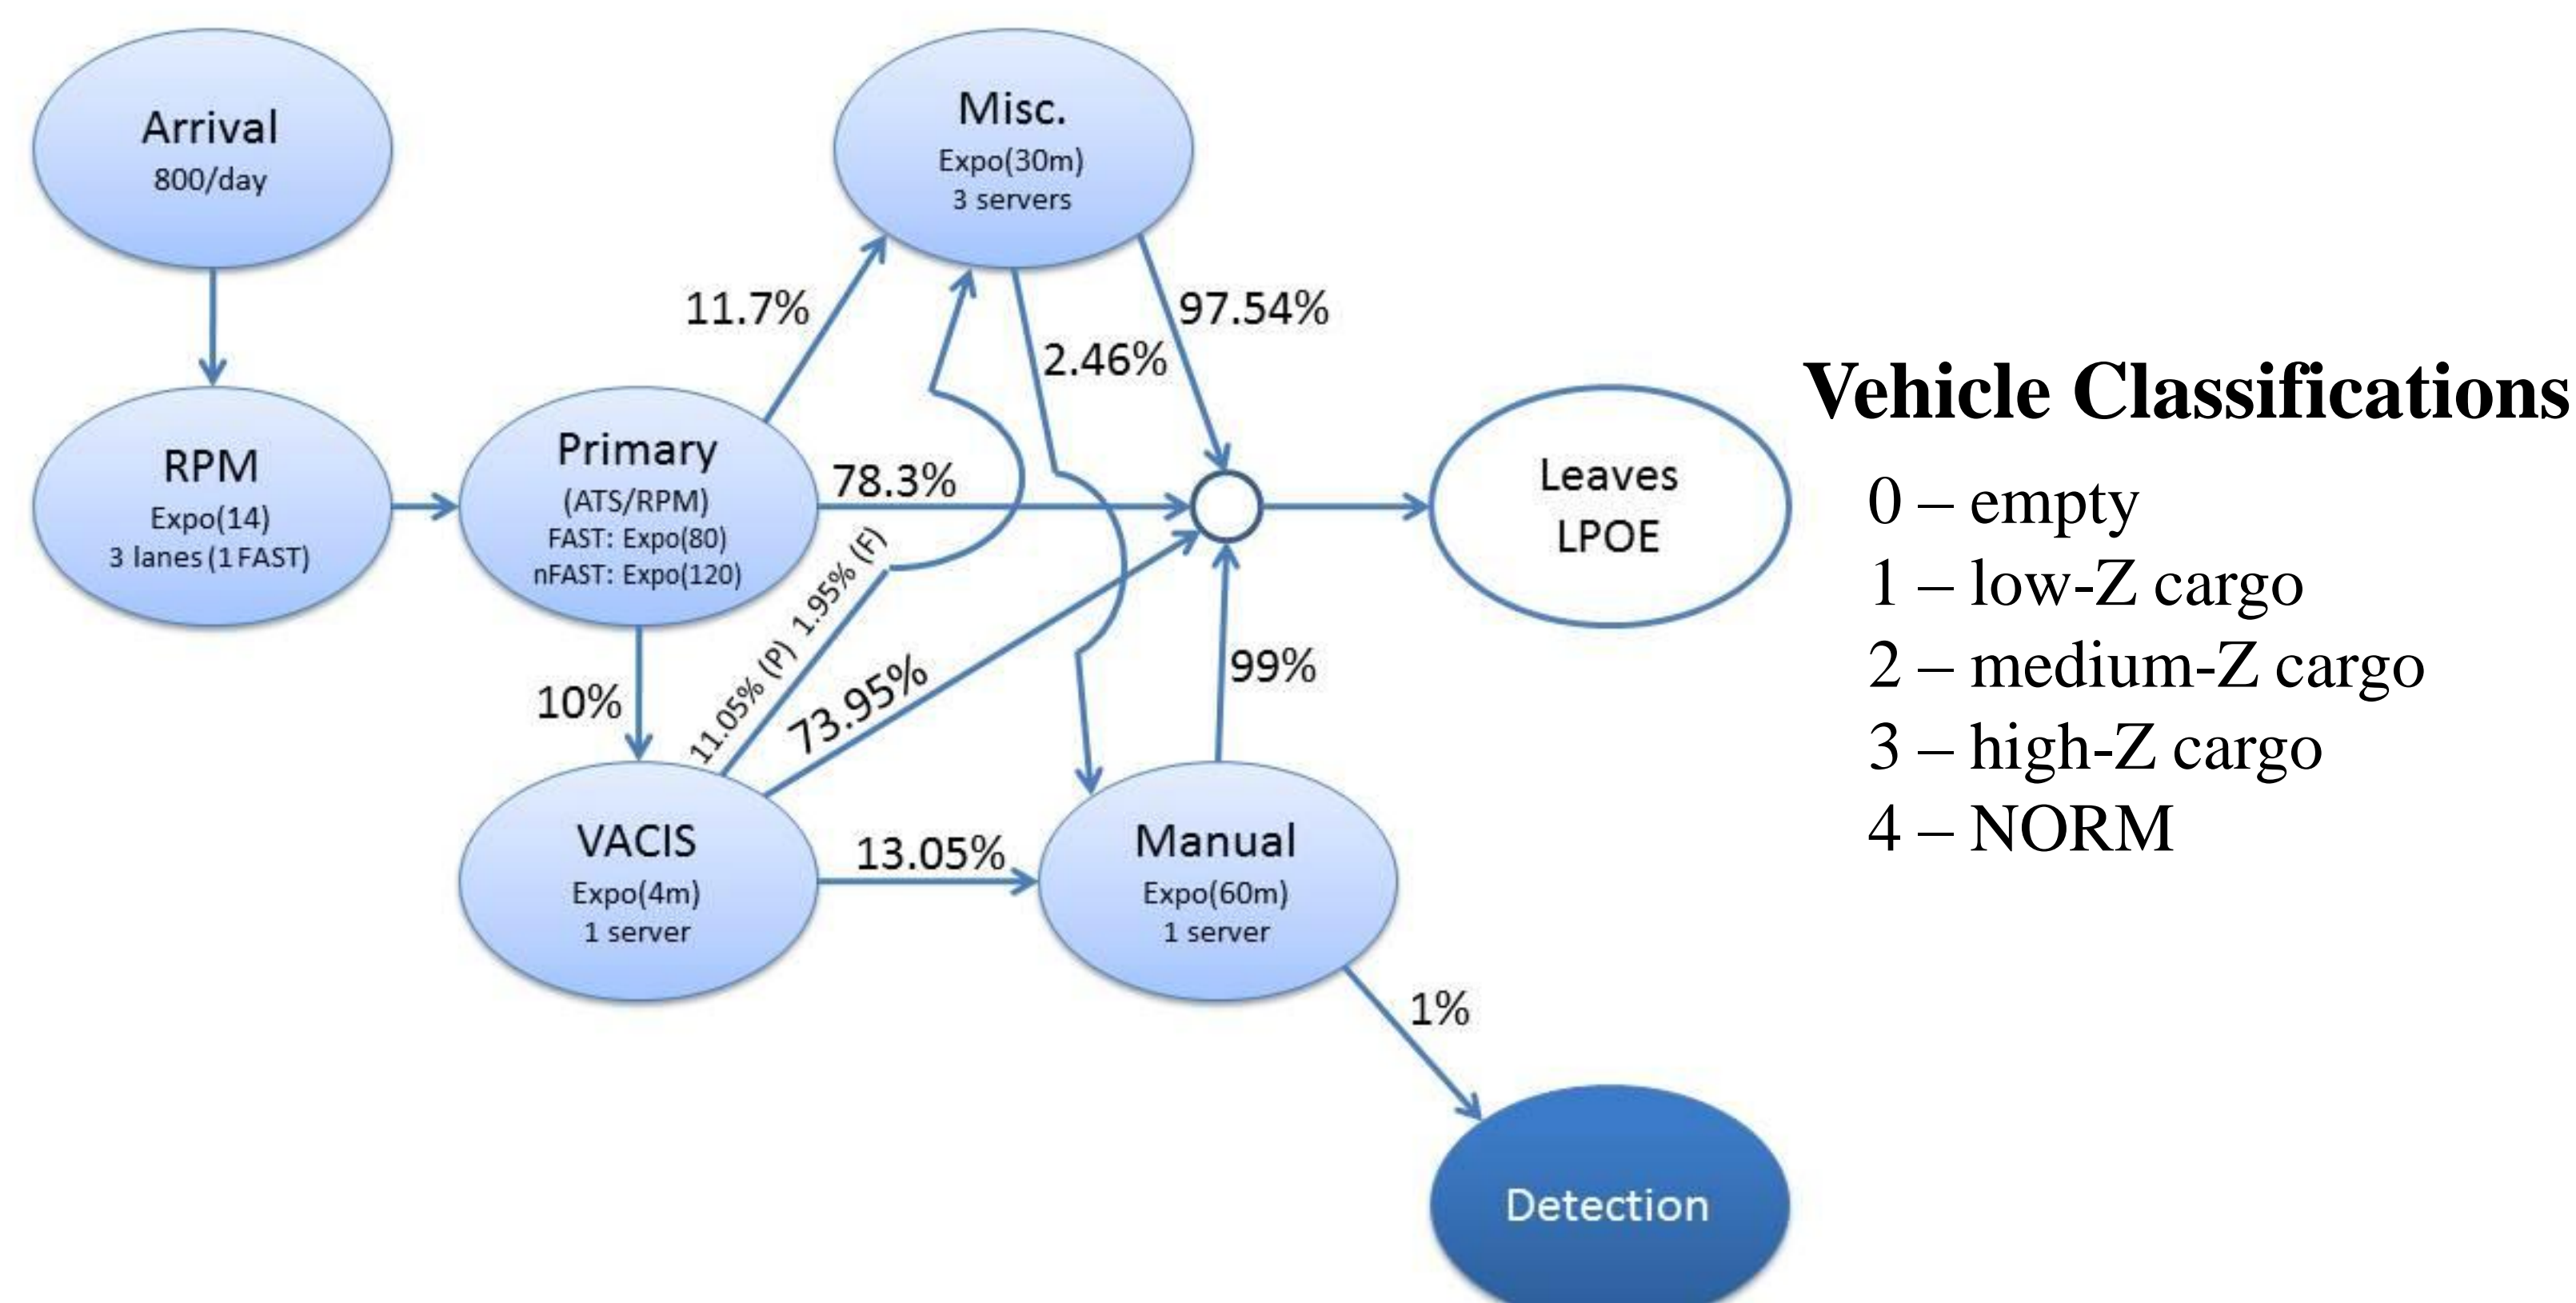 Arrival
800/day
Misc.
Expo(30m)
3 servers
11.7%
97.54%
2.46%
RPM
Expo(14)
3 lanes (1 FAST)
Primary
(ATS/RPM)
FAST: Expo(80)
nFAST: Expo(120)
78.3%
Leaves
LPOE
11.05% (P) 1.95% (F)
73.95%
10%
99%
VACIS
Expo(4m)
1 server
13.05%
Manual
Expo(60m)
1 server
1%
Detection
Vehicle Classifications
0 – empty
1 – low-Z cargo
2 – medium-Z cargo
3 – high-Z cargo
4 – NORM